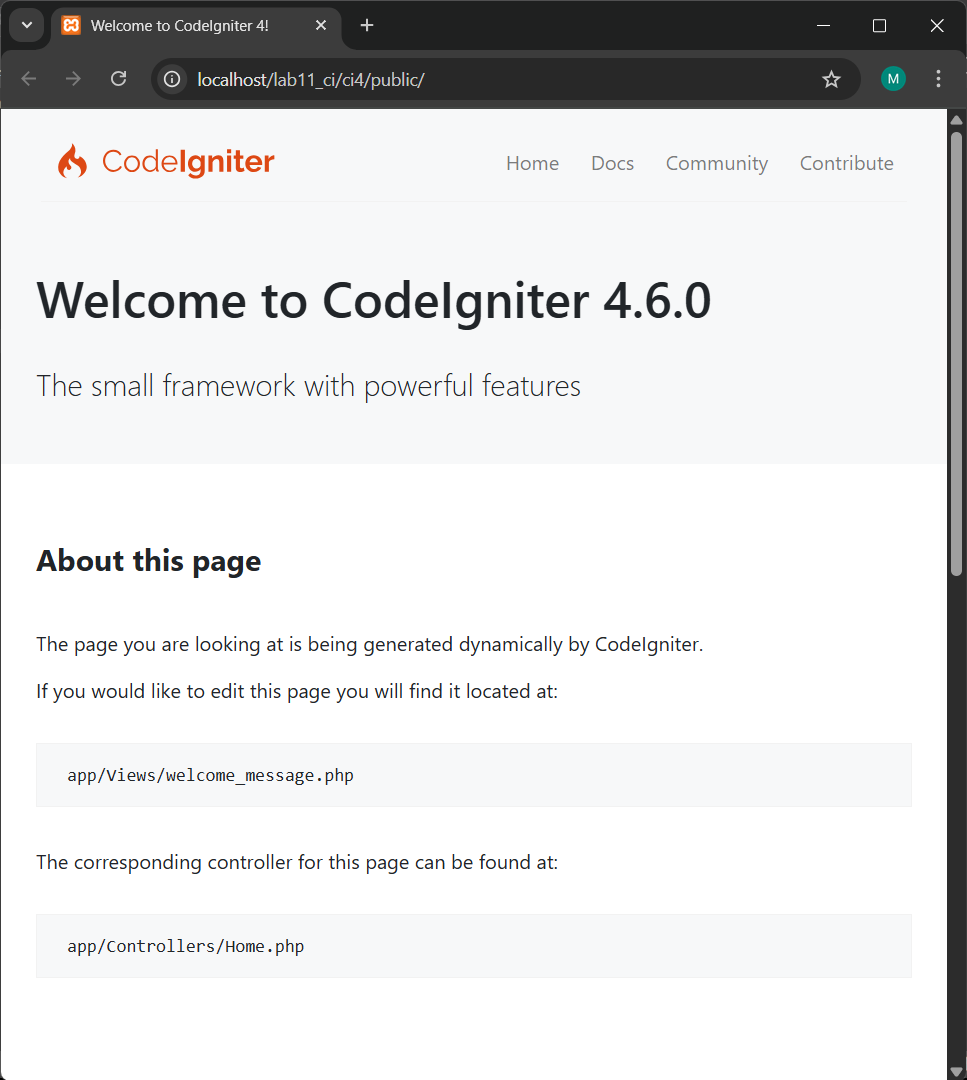 Welcome to CodeIgniter 4!
localhost/lab11_ci/ci4/public/
M
CodeIgniter
Home Docs Community Contribute
Welcome to CodeIgniter 4.6.0
The small framework with powerful features
About this page
The page you are looking at is being generated dynamically by CodeIgniter.
If you would like to edit this page you will find it located at:
app/Views/welcome_message.php
The corresponding controller for this page can be found at:
app/Controllers/Home.php